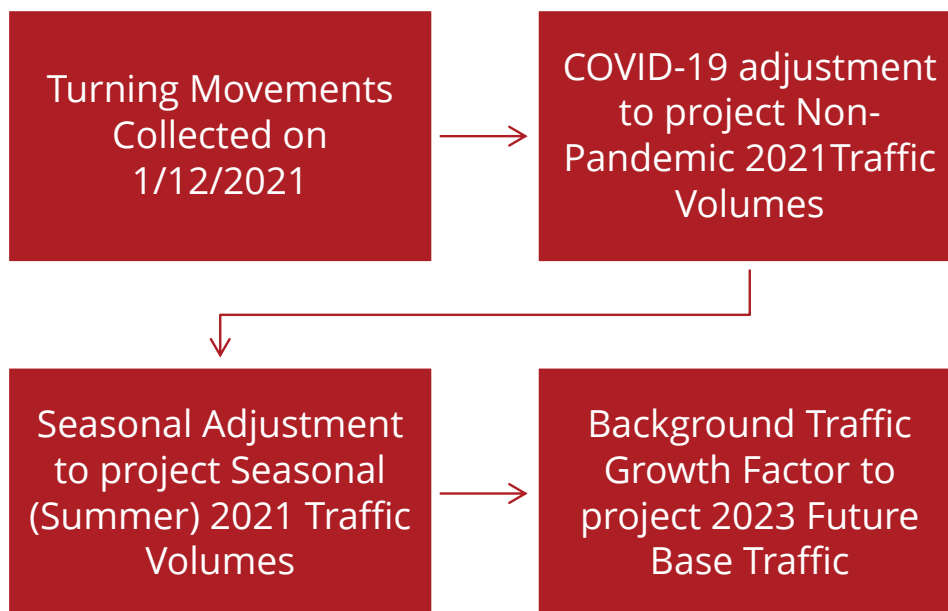 Turning Movements
Collected on
1/12/2021
COVID-19 adjustment
to project Non-
Pandemic 2021Traffic
Volumes
Seasonal Adjustment
to project Seasonal
(Summer) 2021 Traffic
Volumes
Background Traffic
Growth Factor to
project 2023 Future
Base Traffic